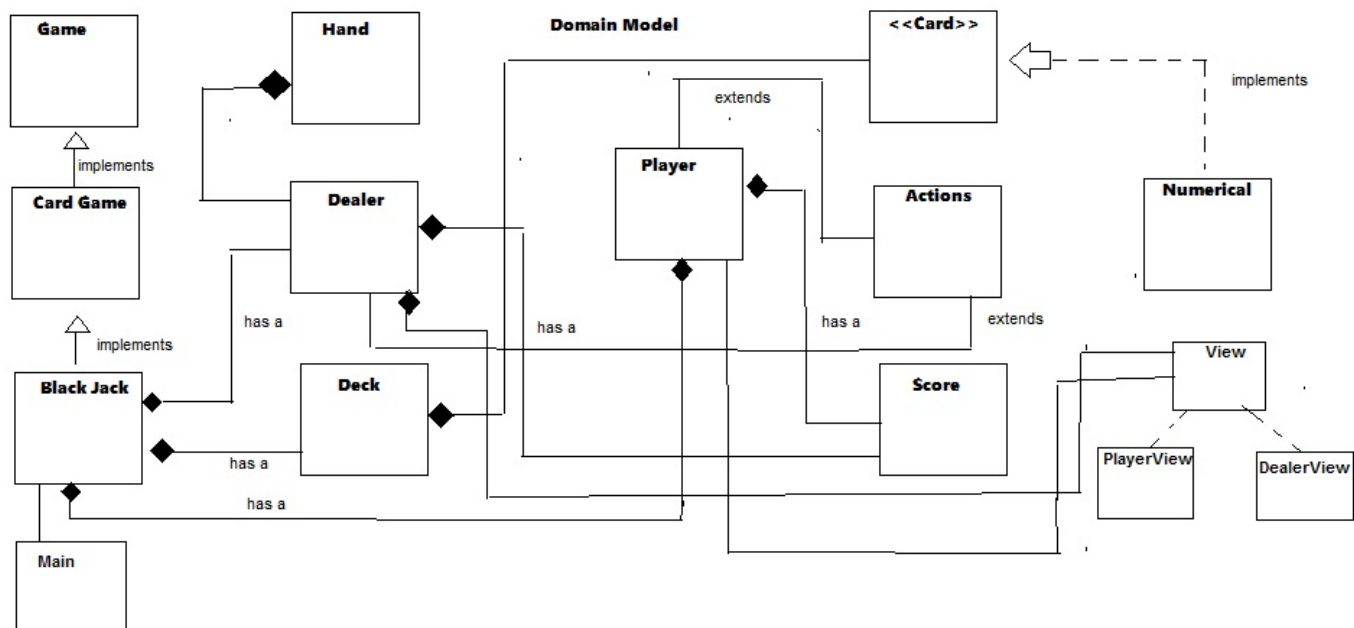 Game
Hand
Domain Model
<<Card>>
implements
extends
implements
Player
Card Game
Dealer
Actions
Numerical
has a
has a
has a
extends
implements
View
Black Jack
Deck
Score
has a
PlayerView
DealerView
has a
Main